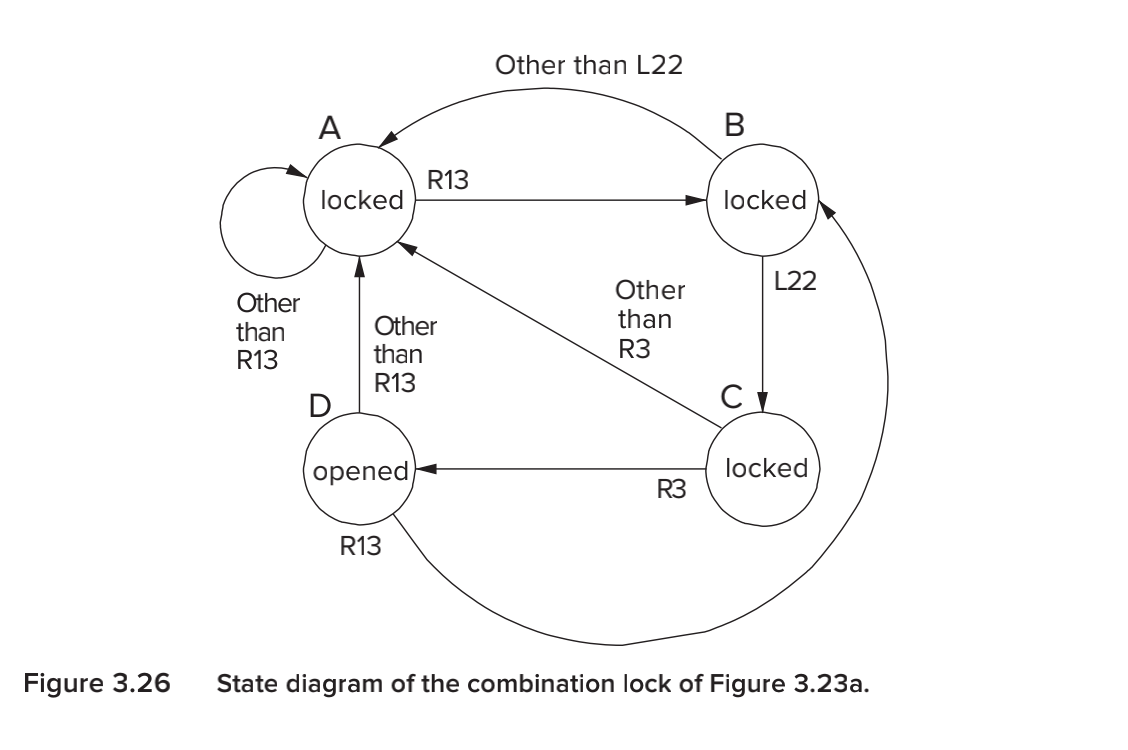 Other than L22
A
B
locked
R13
locked
L22
Other
than
R13
Other
than
R3
Other
than
R13
C
D
opened
locked
R3
R13
Figure 3.26 State diagram of the combination lock of Figure 3.23a.